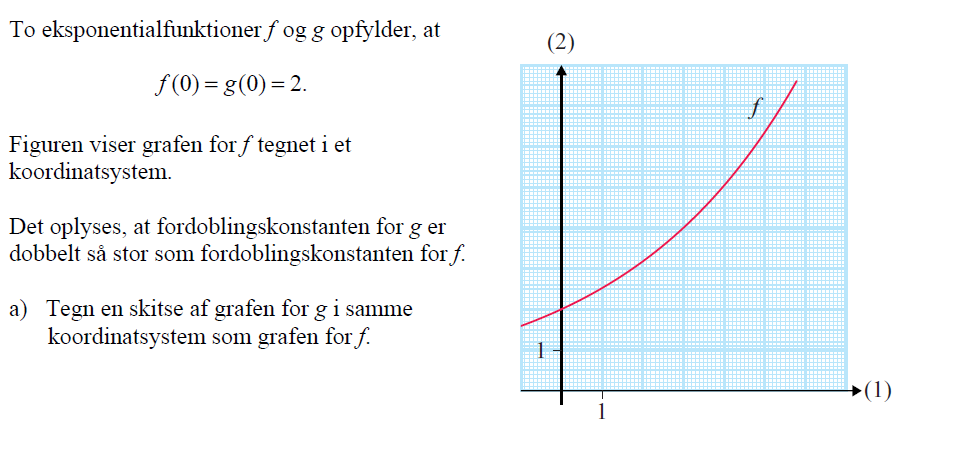 To eksponentialfunktioner f og g opfylder, at
f(0) = g(0) = 2.
Figuren viser grafen for f tegnet i et
koordinatsystem.
Det oplyses, at fordoblingskonstanten for g er
dobbelt så stor som fordoblingskonstanten for f.
a) Tegn en skitse af grafen for g i samme
koordinatsystem som grafen for f.
(2)
f
1
(1)
1